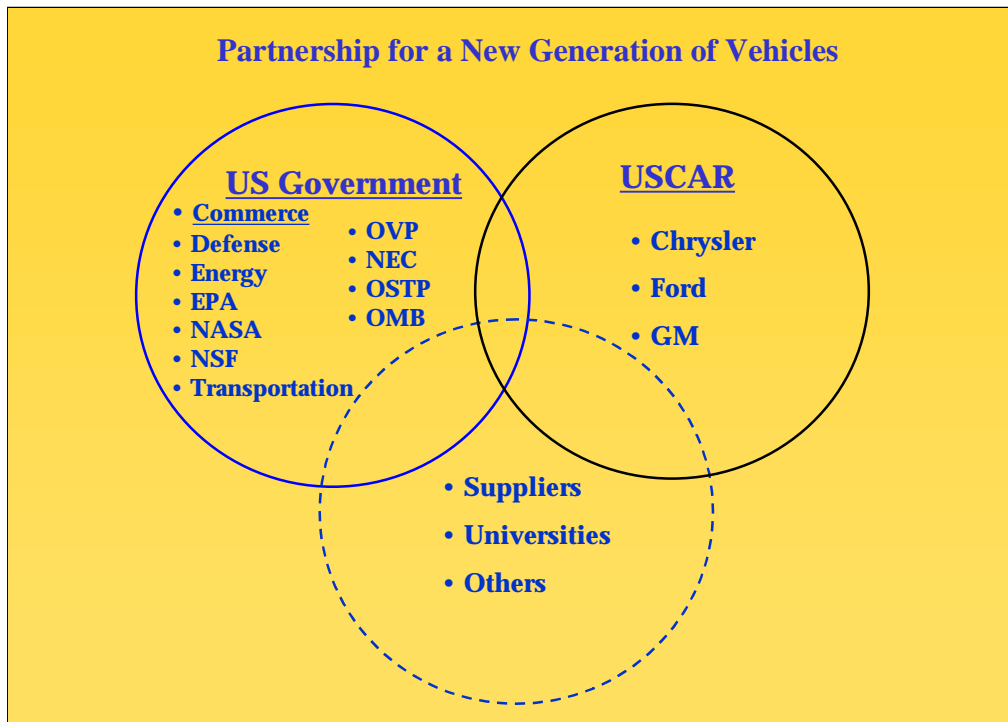 Partnership for a New Generation of Vehicles
US Government
• Commerce
• Defense
• Energy
• EPA
• NASA
• NSF
• Transportation
• OVP
• NEC
• OSTP
• OMB
USCAR
• Chrysler
• Ford
• GM
• Suppliers
• Universities
• Others